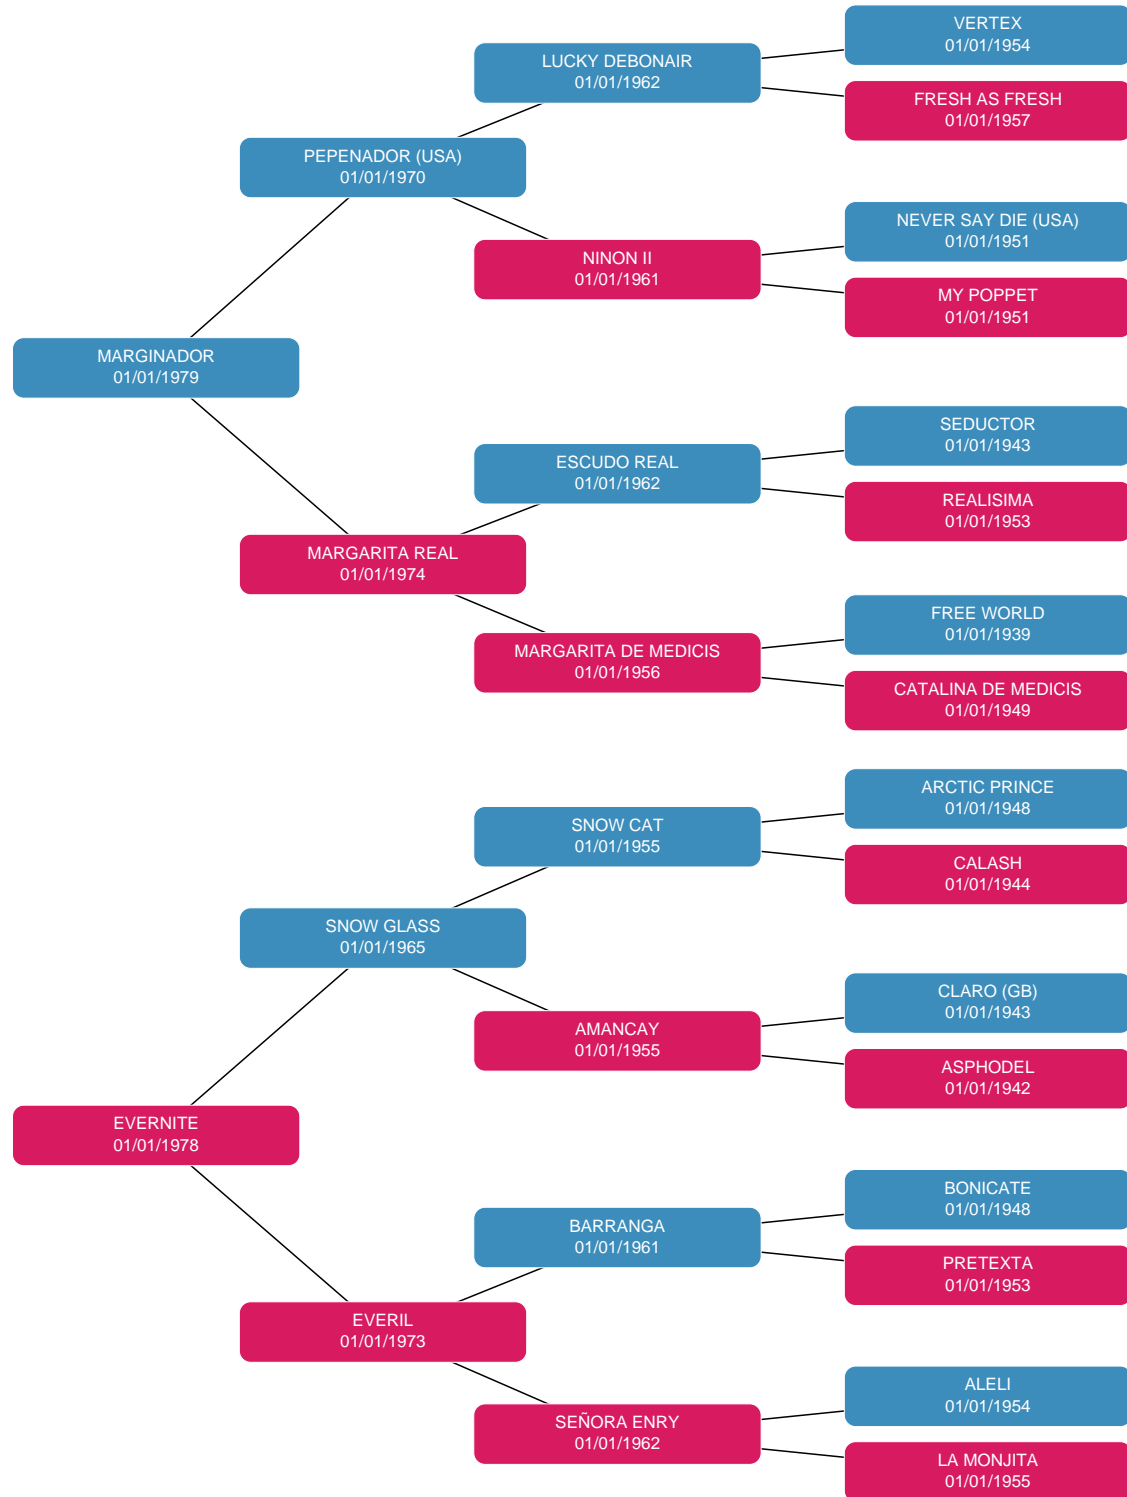 VERTEX
01/01/1954
LUCKY DEBONAIR
01/01/1962
FRESH AS FRESH
01/01/1957
PEPENADOR (USA)
01/01/1970
NEVER SAY DIE (USA)
01/01/1951
NINON II
01/01/1961
MY POPPET
01/01/1951
MARGINADOR
01/01/1979
SEDUCTOR
01/01/1943
ESCUDO REAL
01/01/1962
REALISIMA
01/01/1953
MARGARITA REAL
01/01/1974
FREE WORLD
01/01/1939
MARGARITA DE MEDICIS
01/01/1956
CATALINA DE MEDICIS
01/01/1949
ARCTIC PRINCE
01/01/1948
SNOW CAT
01/01/1955
CALASH
01/01/1944
SNOW GLASS
01/01/1965
CLARO (GB)
01/01/1943
AMANCAY
01/01/1955
ASPHODEL
01/01/1942
EVERNITE
01/01/1978
BONICATE
01/01/1948
BARRANGA
01/01/1961
PRETEXTA
01/01/1953
EVERIL
01/01/1973
ALELI
01/01/1954
SEÑORA ENRY
01/01/1962
LA MONJITA
01/01/1955